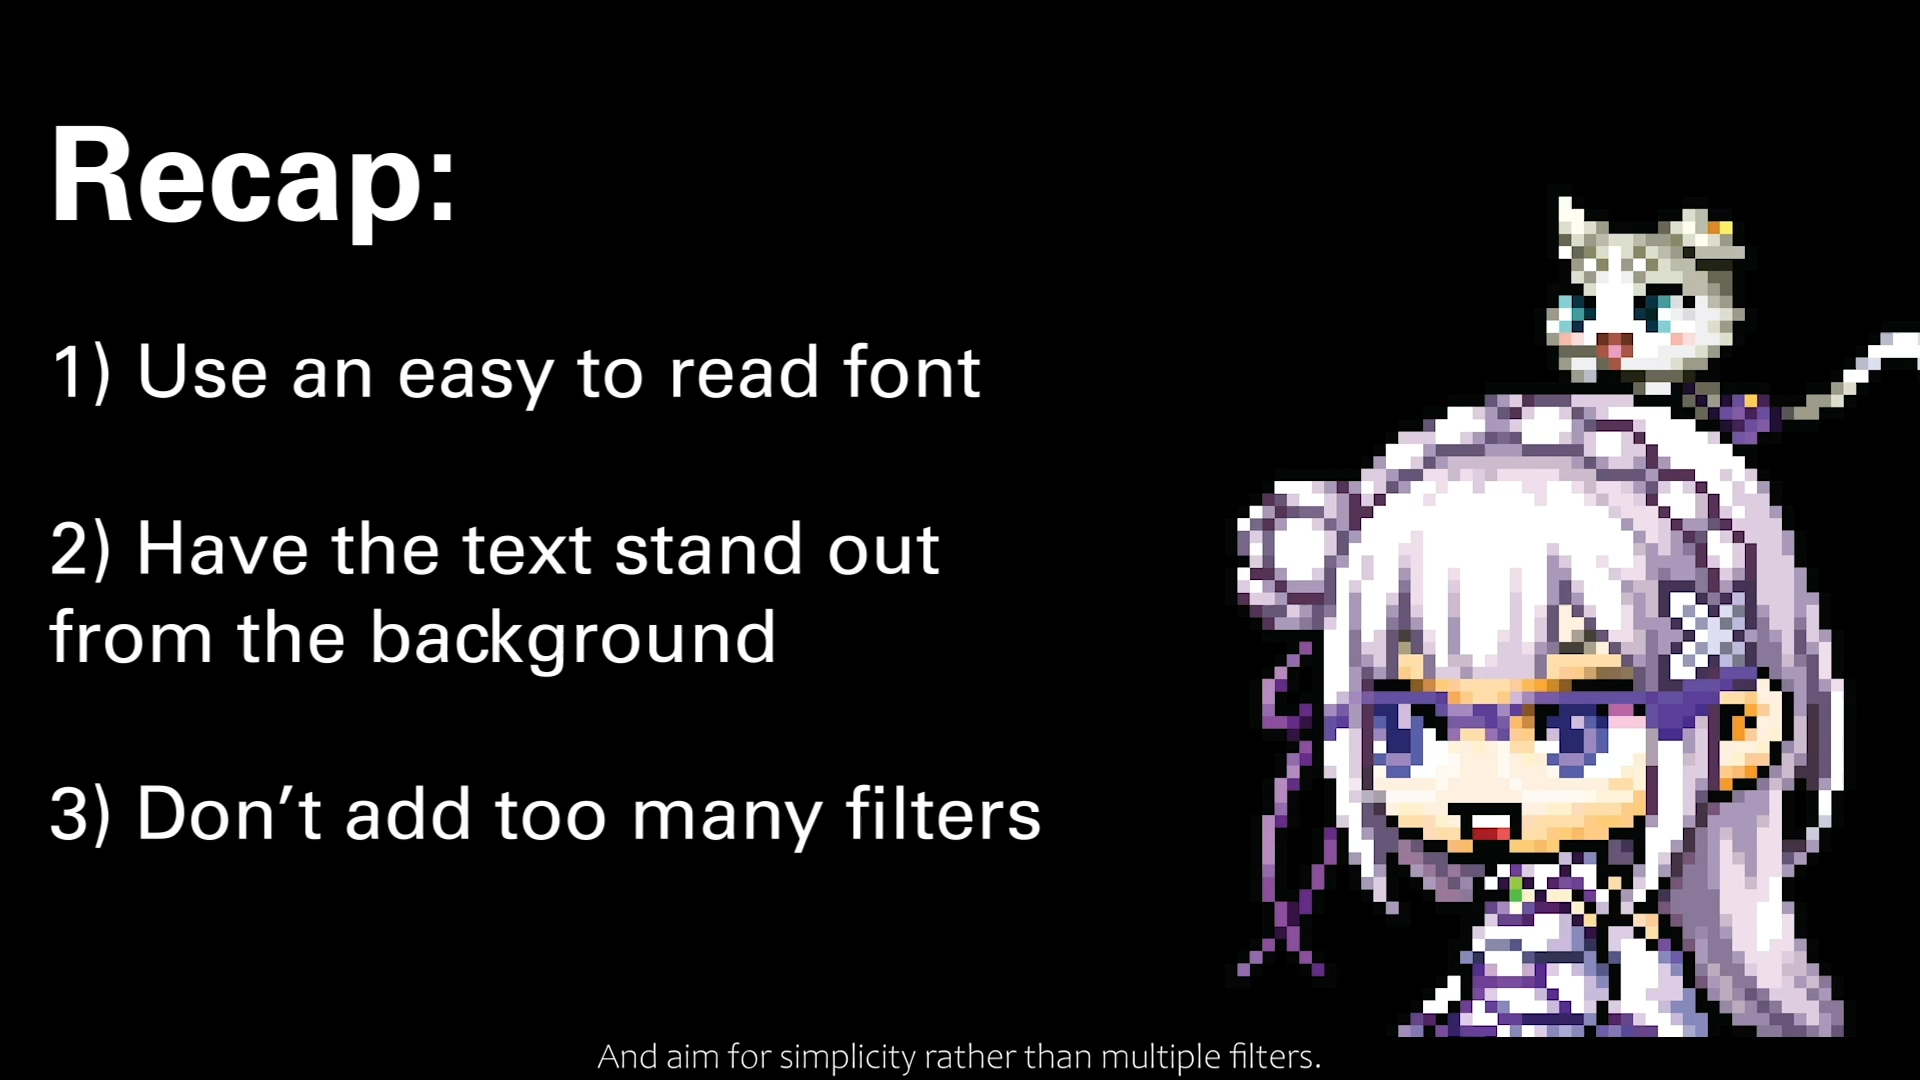 Recap:
1) Use an easy to read font
2) Have the text stand out
from the background
3) Don’t add too many filters
And aim for simplicity rather than multiple filters.